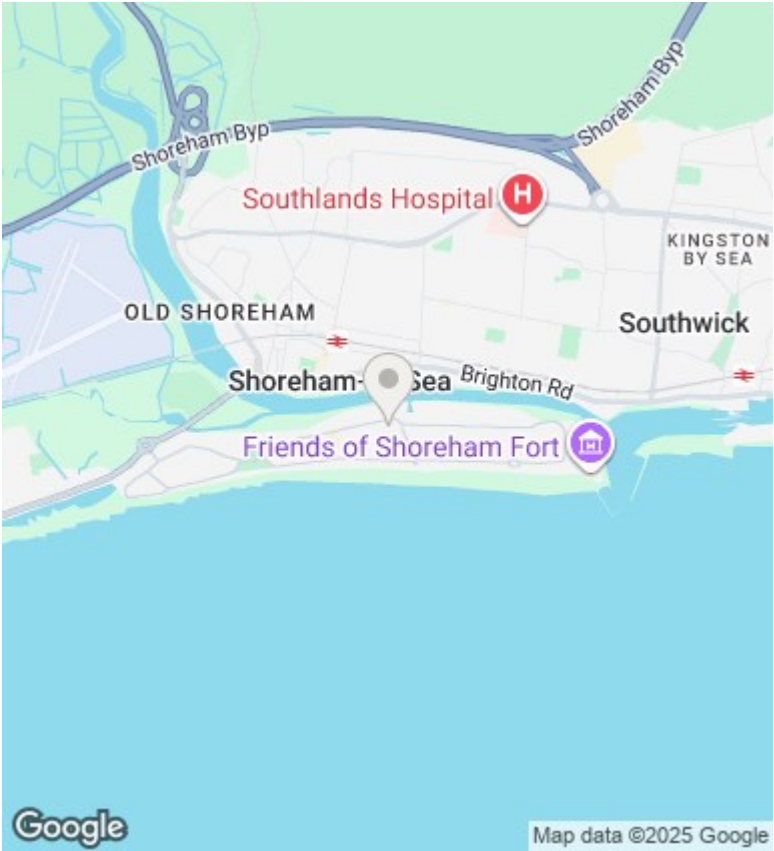 Shoreham Byp
Shoreham Byp
Southlands Hospital
H
KINGSTON
BY SEA
OLD SHOREHAM
Southwick
Shoreham- Sea
Brighton Rd
Friends of Shoreham Fort
Google
Map data ©2025 Google